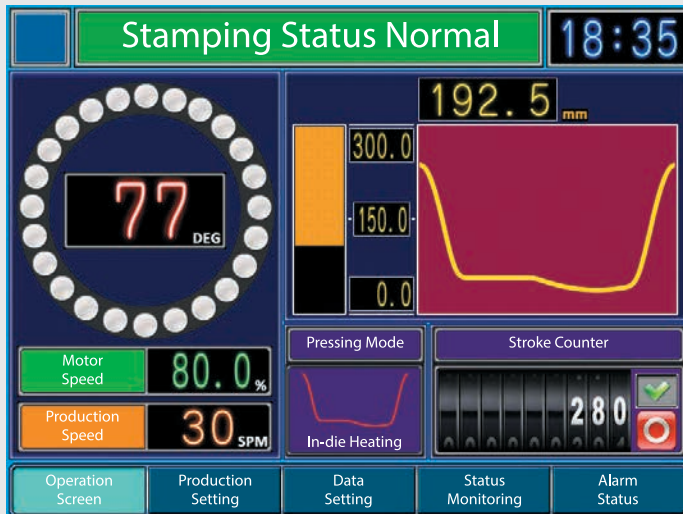 Stamping Status Normal
18:35
77
DEG
192.5 mm
300.0
150.0
0.0
Motor
Speed
80.0 %
Production
Speed
30 SPM
Pressing Mode
In-die Heating
Stroke Counter
280
Operation
Screen
Production
Setting
Data
Setting
Status
Monitoring
Alarm
Status